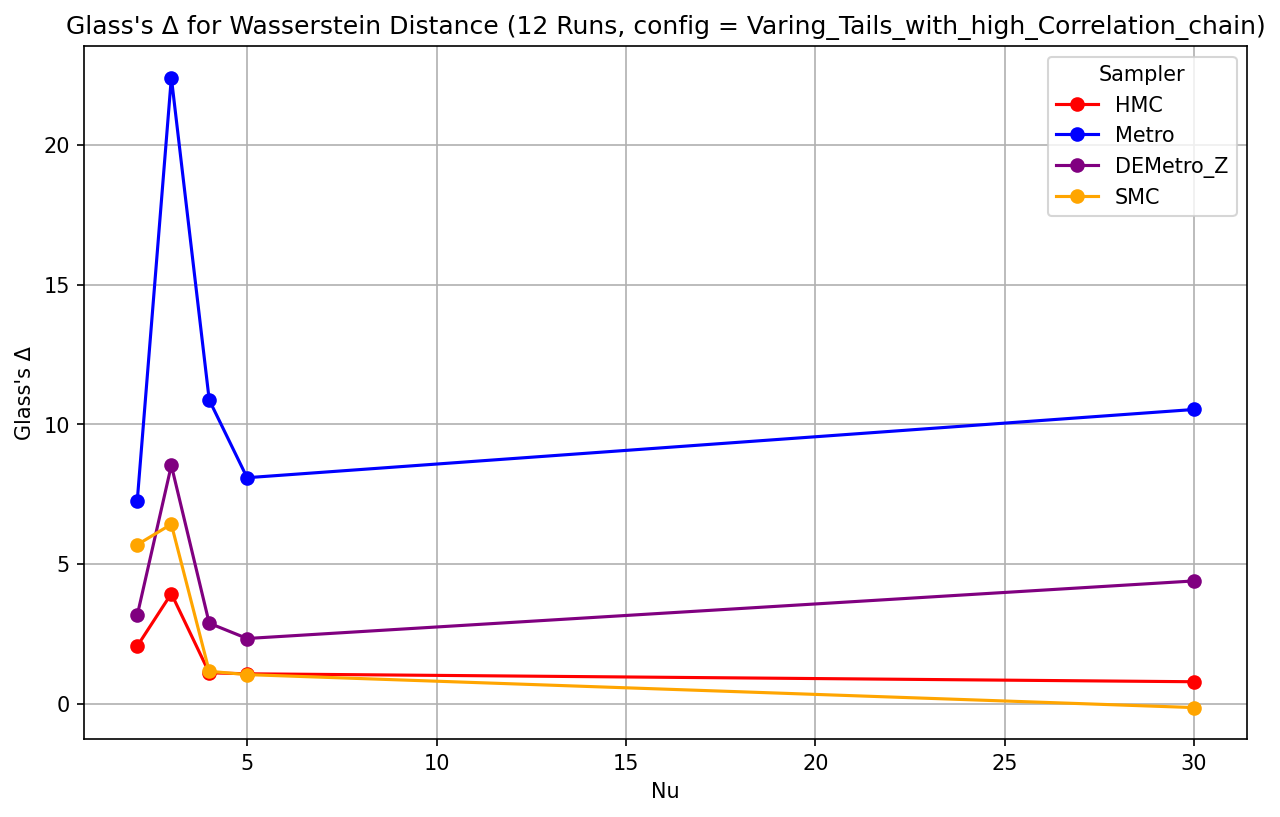 Glass's Δ for Wasserstein Distance (12 Runs, config = Varing_Tails_with_high_Correlation_chain)
Sampler
HMC
Metro
DEMetro_Z
SMC
Glass's Δ
20
15
10
5
0
5
10
15
20
25
30
Nu